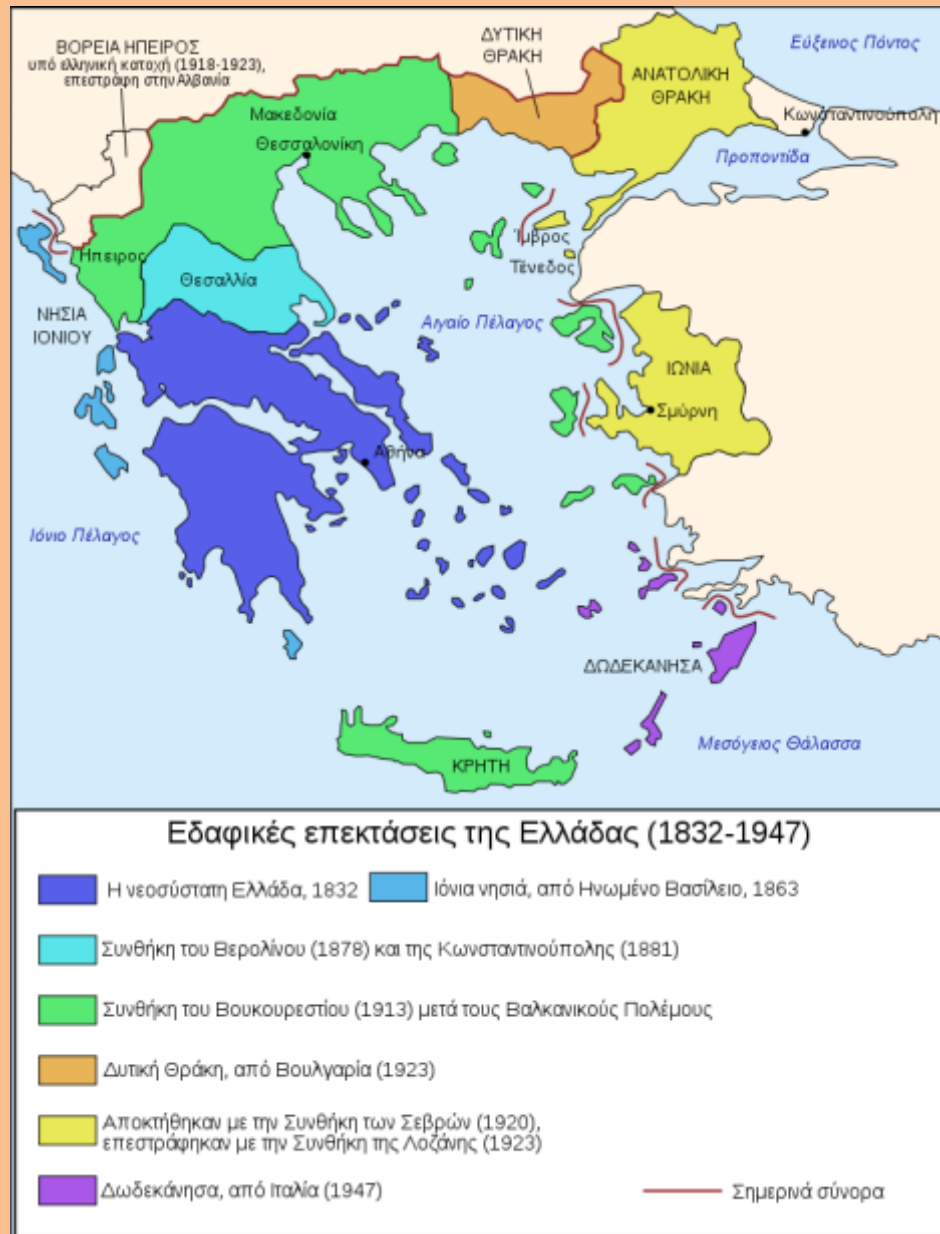 ΒΟΡΕΙΑ ΗΠΕΙΡΟΣ
υπό ελληνική κατοχή (1918-1923),
επεστράφη στην Αλβανία
ΔΥΤΙΚΗ
ΘΡΑΚΗ
ΑΝΑΤΟΛΙΚΗ
ΘΡΑΚΗ
Εύξεινος Πόντος
Κωνσταντινούπολη
Προποντίδα
Μακεδονία
Θεσσαλονίκη
Ηπειρος
Θεσαλλία
Ίμβρος
Τένεδος
ΝΗΣΙΑ
ΙΟΝΙΟΥ
Αιγαίο Πέλαγος
ΙΩΝΙΑ
Σμύρνη
Αθήνα
Ιόνιο Πέλαγος
ΔΩΔΕΚΑΝΗΣΑ
Μεσόγειος Θάλασσα
ΚΡΗΤΗ
Εδαφικές επεκτάσεις της Ελλάδας (1832-1947)
Η νεοσύστατη Ελλάδα, 1832
Ιόνια νησιά, από Ηνωμένο Βασίλειο, 1863
Συνθήκη του Βερολίνου (1878) και της Κωνσταντινούπολης (1881)
Συνθήκη του Βουκουρεστίου (1913) μετά τους Βαλκανικούς Πολέμους
Δυτική Θράκη, από Βουλγαρία (1923)
Αποκτήθηκαν με την Συνθήκη των Σεβρών (1920),
επεστράφηκαν με την Συνθήκη της Λοζάνης (1923)
Δωδεκάνησα, από Ιταλία (1947)
Σημερινά σύνορα